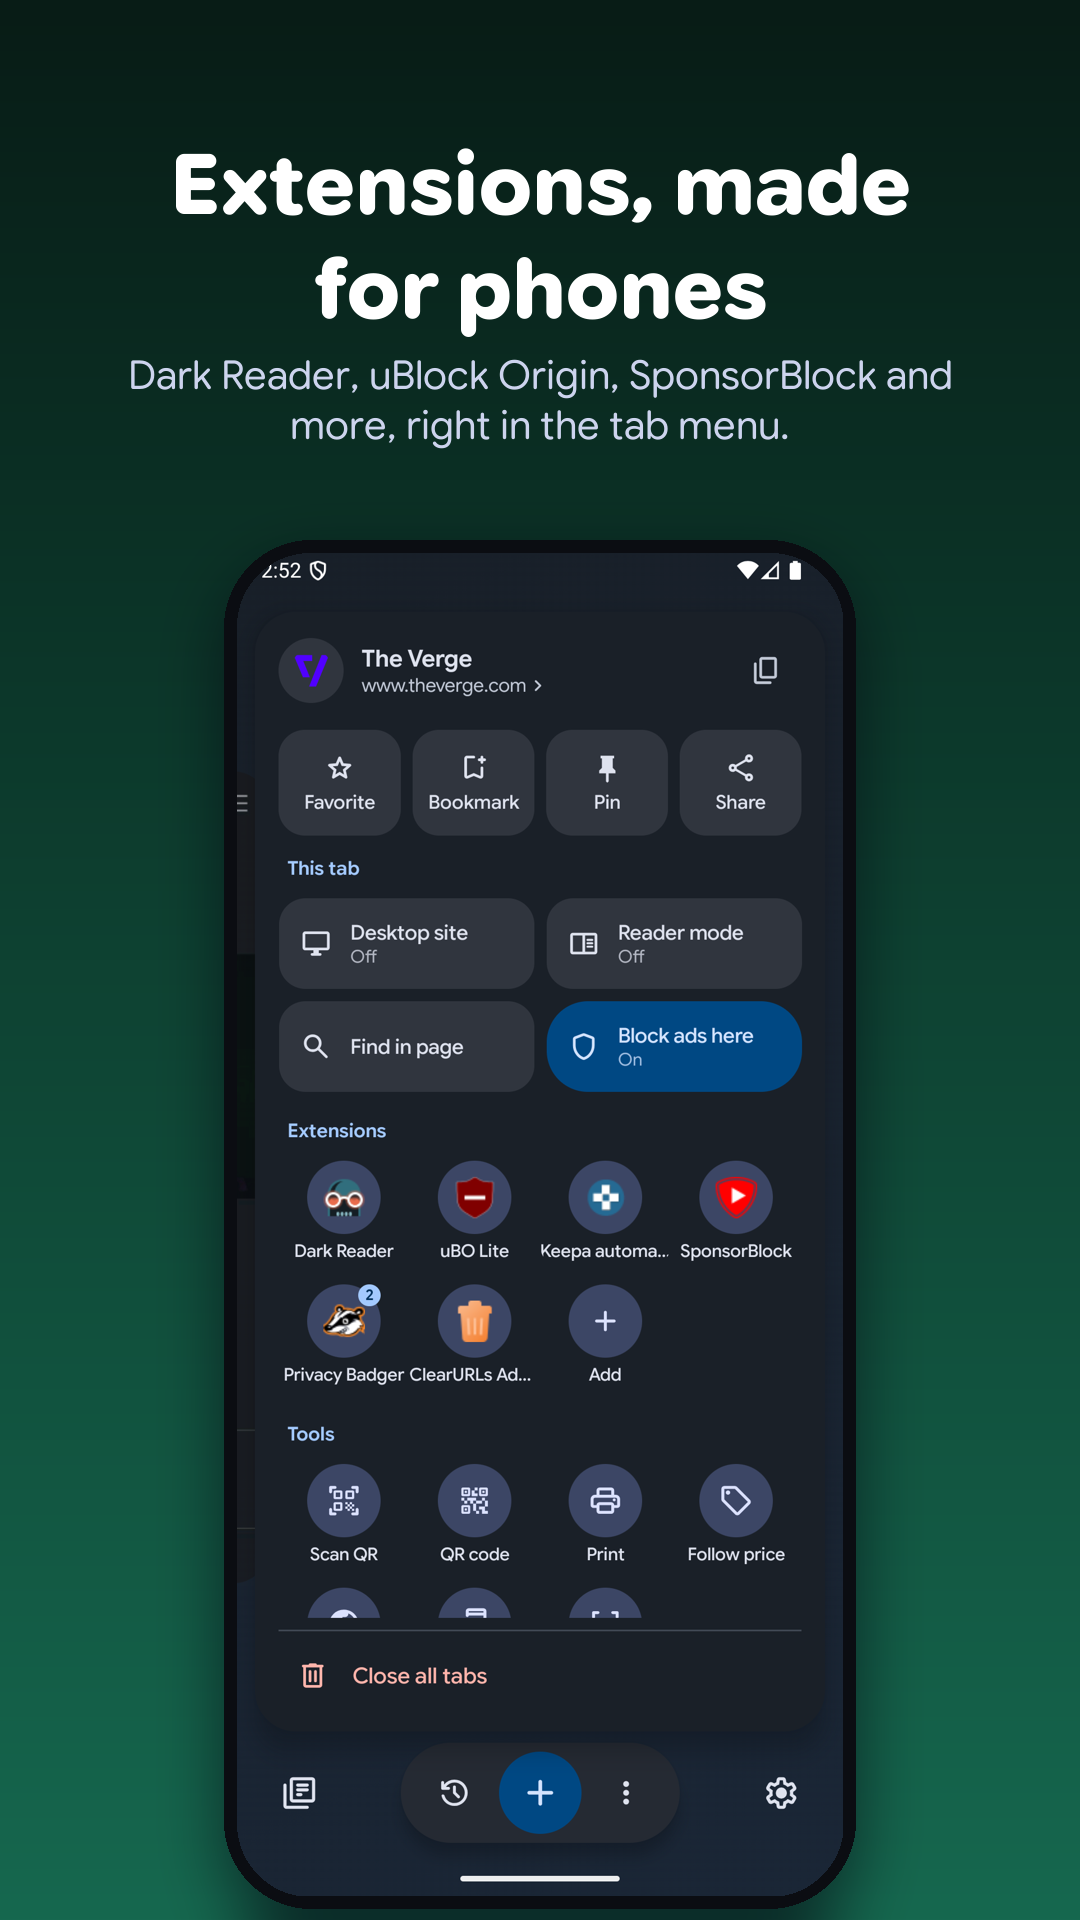 Extensions, made
for phones
Dark Reader, uBlock Origin, SponsorBlock and
more, right in the tab menu.
2:52
The Verge
www.theverge.com
Favorite
Bookmark
Pin
Share
This tab
Desktop site
Off
Reader mode
Off
Find in page
Block ads here
On
Extensions
Dark Reader
uBO Lite
Keepa automa...
SponsorBlock
2
Privacy Badger
ClearURLs Ad...
Add
Tools
Scan QR
QR code
Print
Follow price
Close all tabs